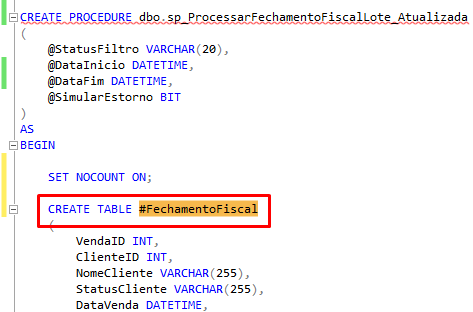 CREATE PROCEDURE dbo.sp_ProcessarFechamentoFiscalLote_Atualizada
(
@StatusFiltro VARCHAR(20),
@DataInicio DATETIME,
@DataFim DATETIME,
@SimularEstorno BIT
)
AS
BEGIN
SET NOCOUNT ON;
CREATE TABLE #FechamentoFiscal
(
VendaID INT,
ClienteID INT,
NomeCliente VARCHAR(255),
StatusCliente VARCHAR(255),
DataVenda DATETIME,